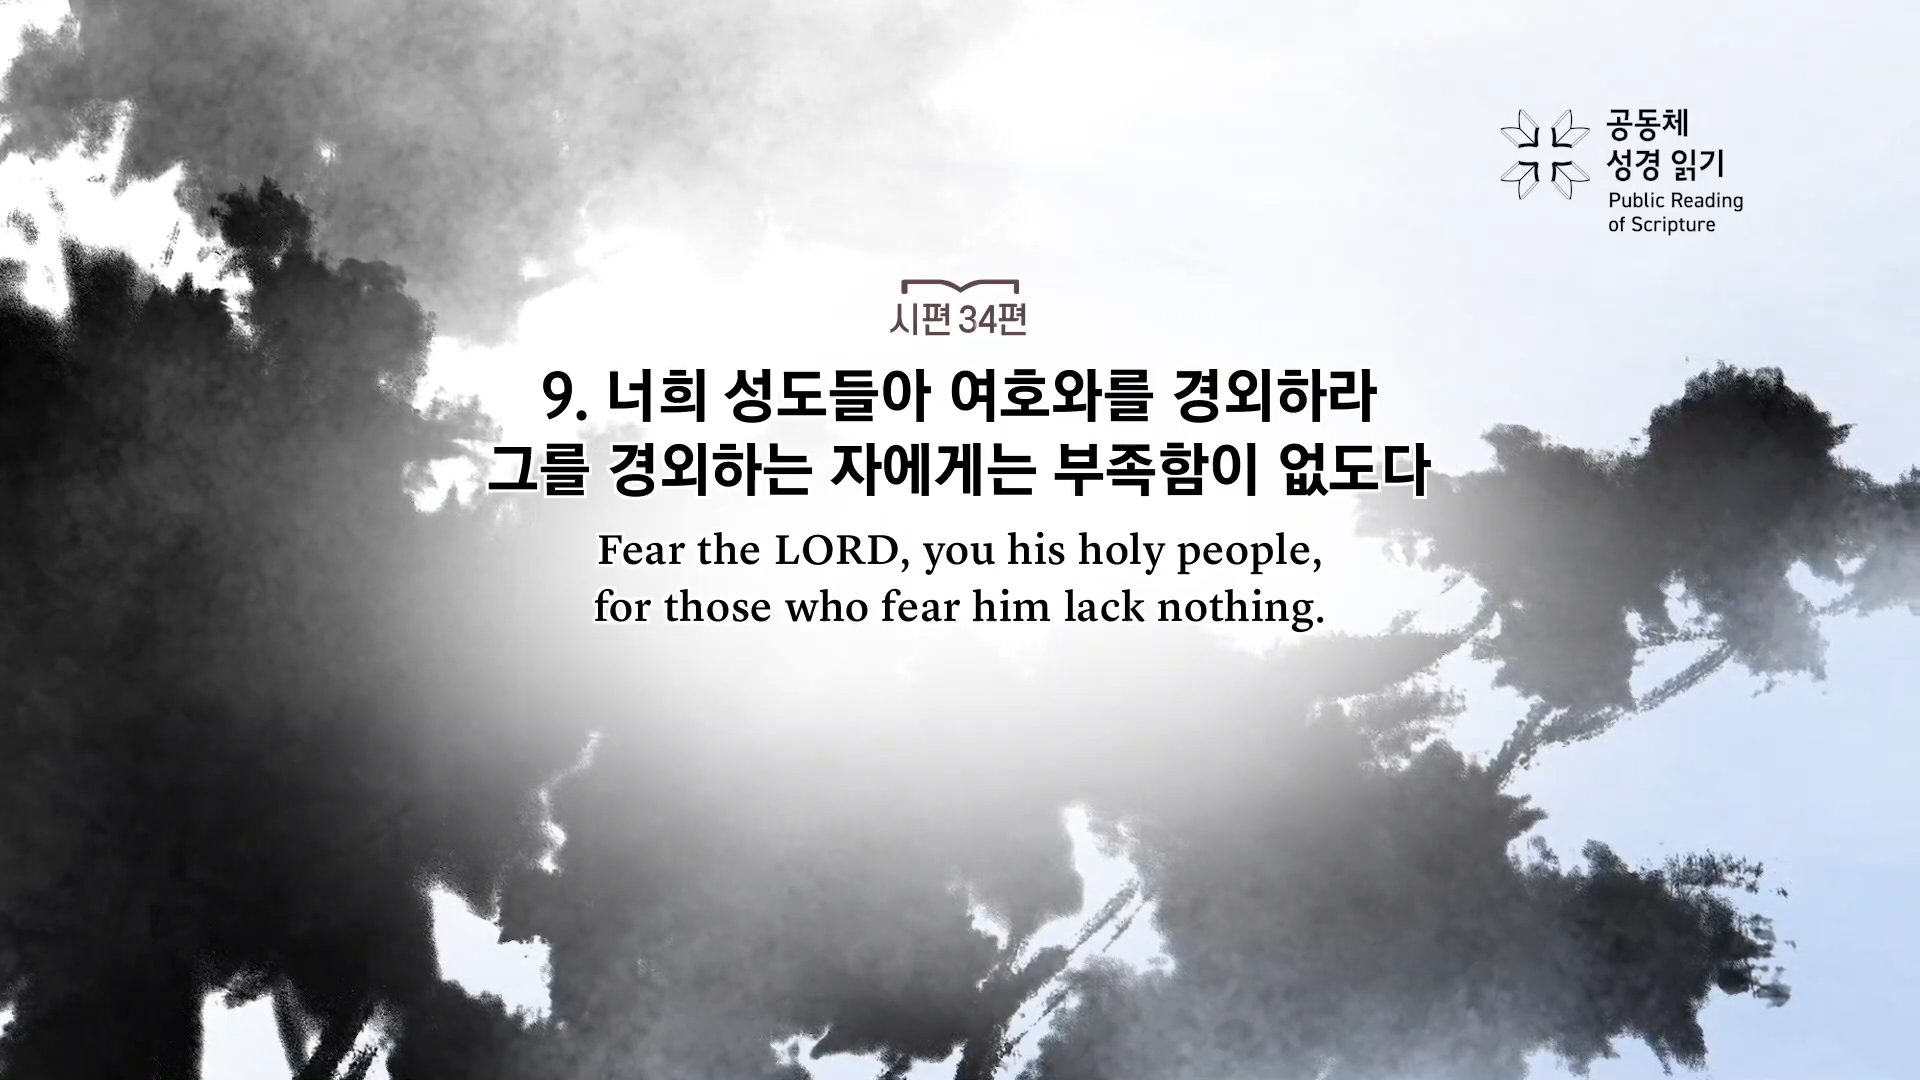 공동체
성경 읽기
Public Reading
of Scripture
시편 34편
9. 너희 성도들아 여호와를 경외하라
그를 경외하는 자에게는 부족함이 없도다
Fear the LORD, you his holy people,
for those who fear him lack nothing.